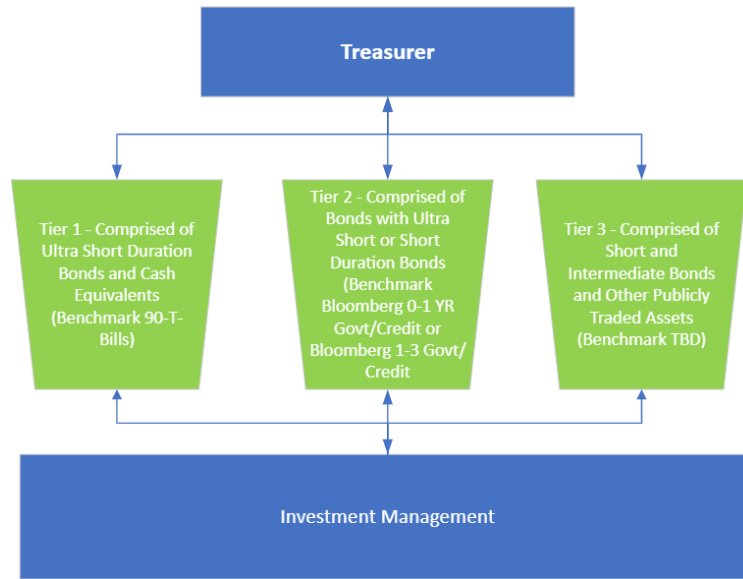 Treasurer
Tier 1 - Comprised of
Ultra Short Duration
Bonds and Cash
Equivalents
(Benchmark 90-T-
Bills)
Tier 2 - Comprised of
Bonds with Ultra
Short or Short
Duration Bonds
(Benchmark
Bloomberg 0-1 YR
Govt/Credit or
Bloomberg 1-3 Govt/
Credit
Tier 3 - Comprised of
Short and
Intermediate Bonds
and Other Publicly
Traded Assets
(Benchmark TBD)
Investment Management